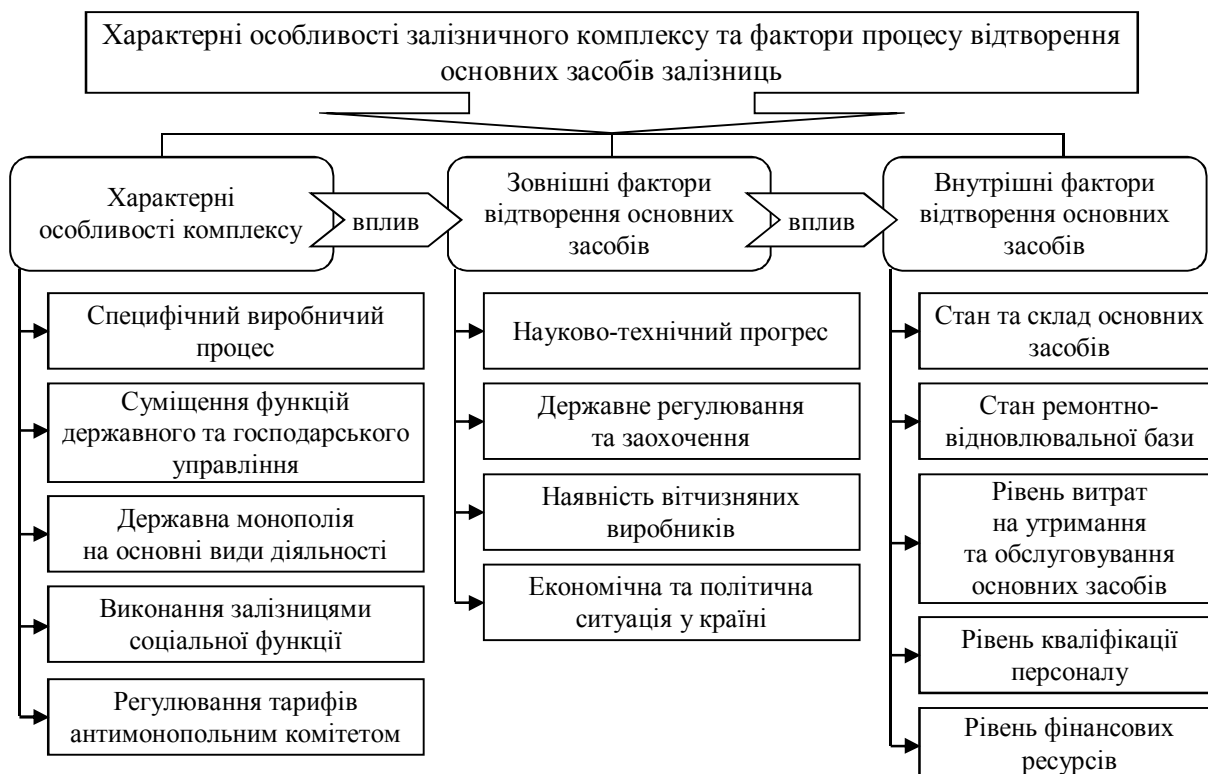 Характерні особливості залізничного комплексу та фактори процесу відтворення
основних засобів залізниць
Характерні
особливості комплексу
вплив
Зовнішні фактори
відтворення основних
засобів
вплив
Внутрішні фактори
відтворення основних
засобів
Специфічний виробничий
процес
Суміщення функцій
державного та господарського
управління
Державна монополія
на основні види діяльності
Виконання залізницями
соціальної функції
Регулювання тарифів
антимонопольним комітетом
Науково-технічний прогрес
Державне регулювання
та заохочення
Наявність вітчизняних
виробників
Економічна та політична
ситуація у країні
Стан та склад основних
засобів
Стан ремонтно-
відновлювальної бази
Рівень витрат
на утримання
та обслуговування
основних засобів
Рівень кваліфікації
персоналу
Рівень фінансових
ресурсів